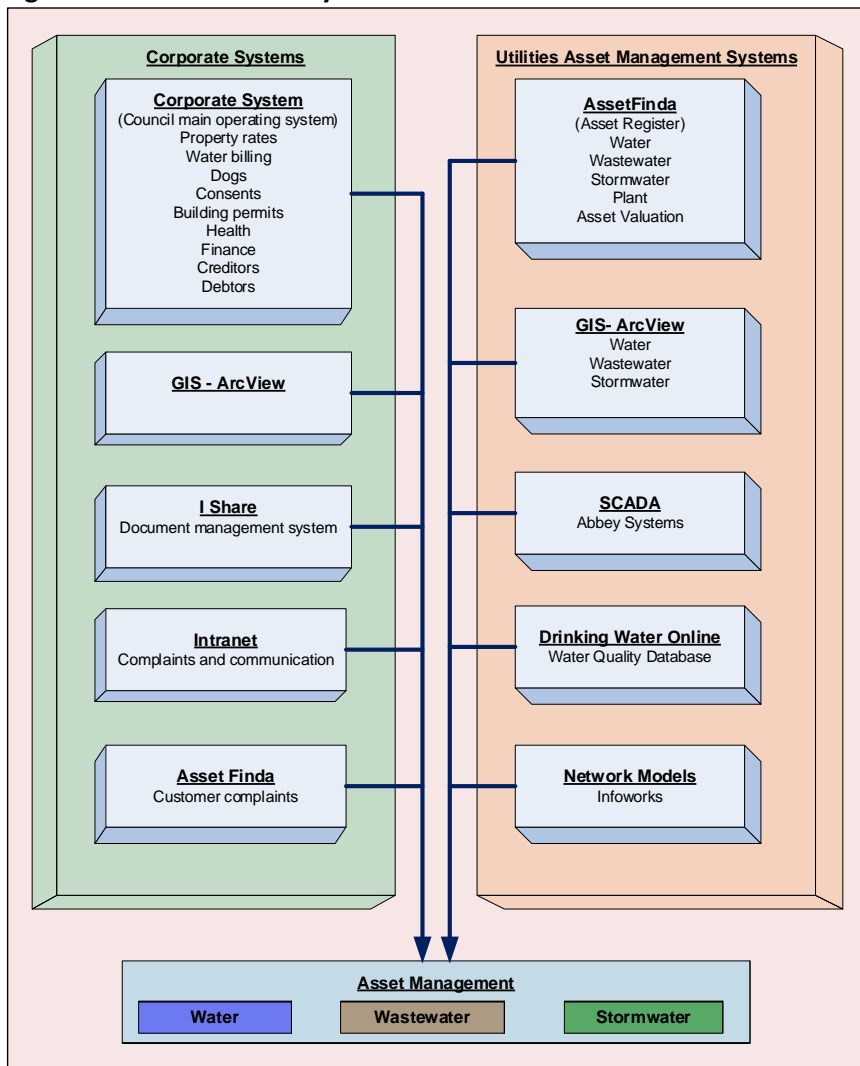 Corporate Systems
Corporate System
(Council main operating system)
Property rates
Water billing
Dogs
Consents
Building permits
Health
Finance
Creditors
Debtors
GIS - ArcView
I Share
Document management system
Intranet
Complaints and communication
Asset Finda
Customer complaints
Utilities Asset Management Systems
AssetFinda
(Asset Register)
Water
Wastewater
Stormwater
Plant
Asset Valuation
GIS- ArcView
Water
Wastewater
Stormwater
SCADA
Abbey Systems
Drinking Water Online
Water Quality Database
Network Models
Infoworks
Asset Management
Water
Wastewater
Stormwater